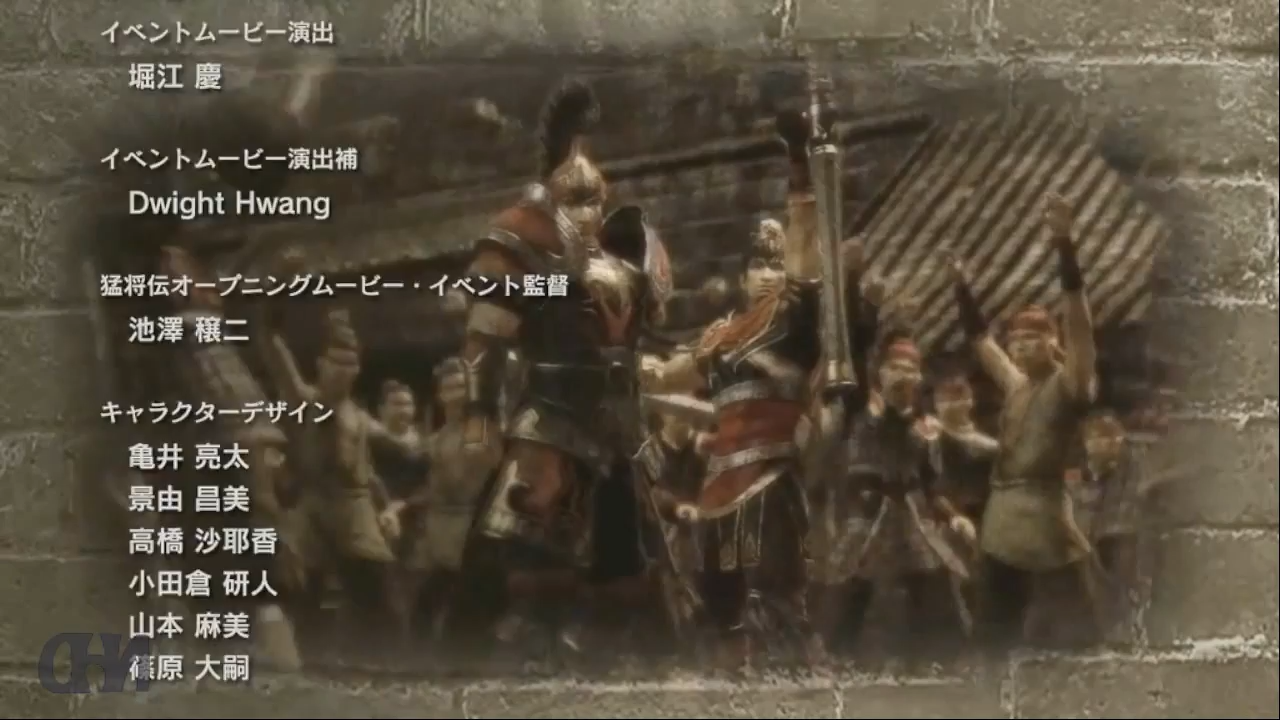 イベントムービー演出
堀江 慶
イベントムービー演出補
Dwight Hwang
猛将伝オープニングムービー・イベント監督
池澤 穣二
キャラクターデザイン
亀井 亮太
景由 昌美
高橋 沙耶香
小田倉 研人
山本 麻美
篠原 大嗣